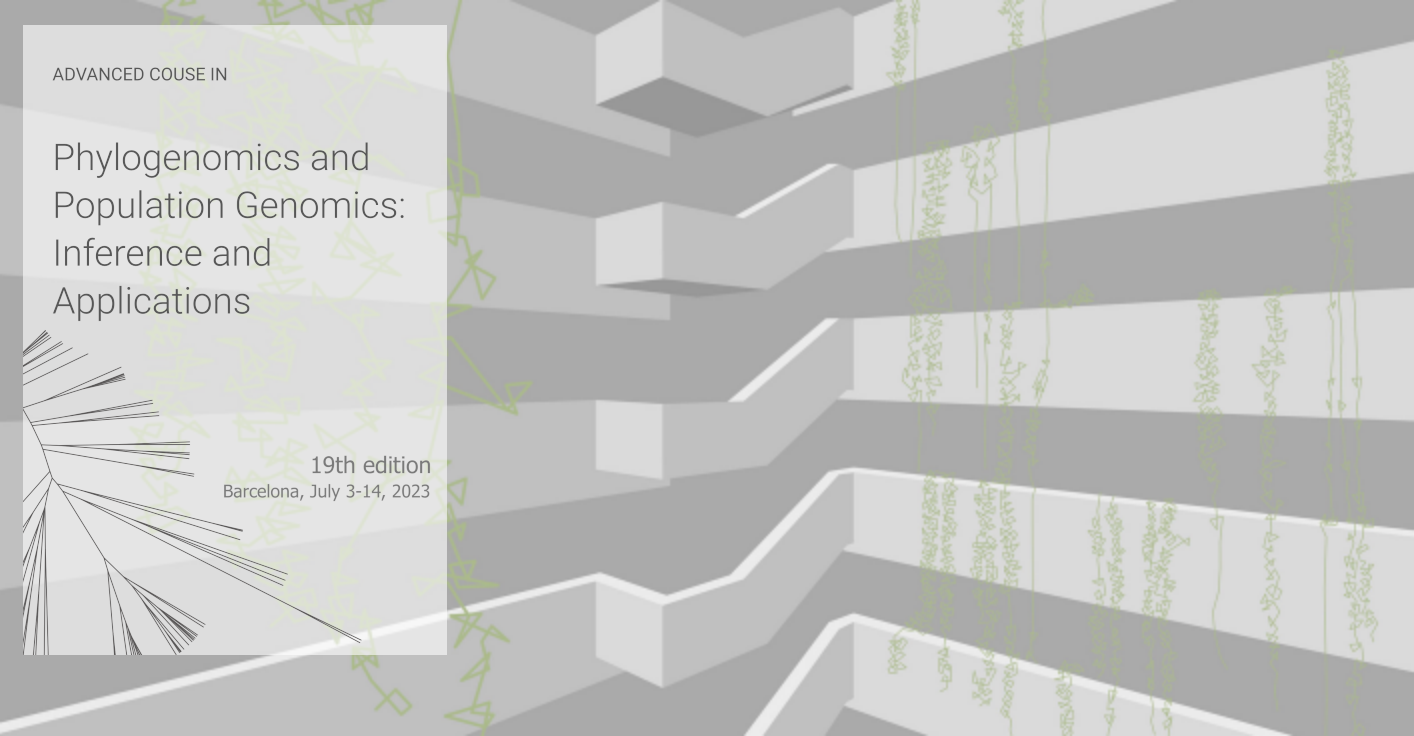 ADVANCED COUSE IN
Phylogenomics and
Population Genomics:
Inference and
Applications
19th edition
Barcelona, July 3-14, 2023